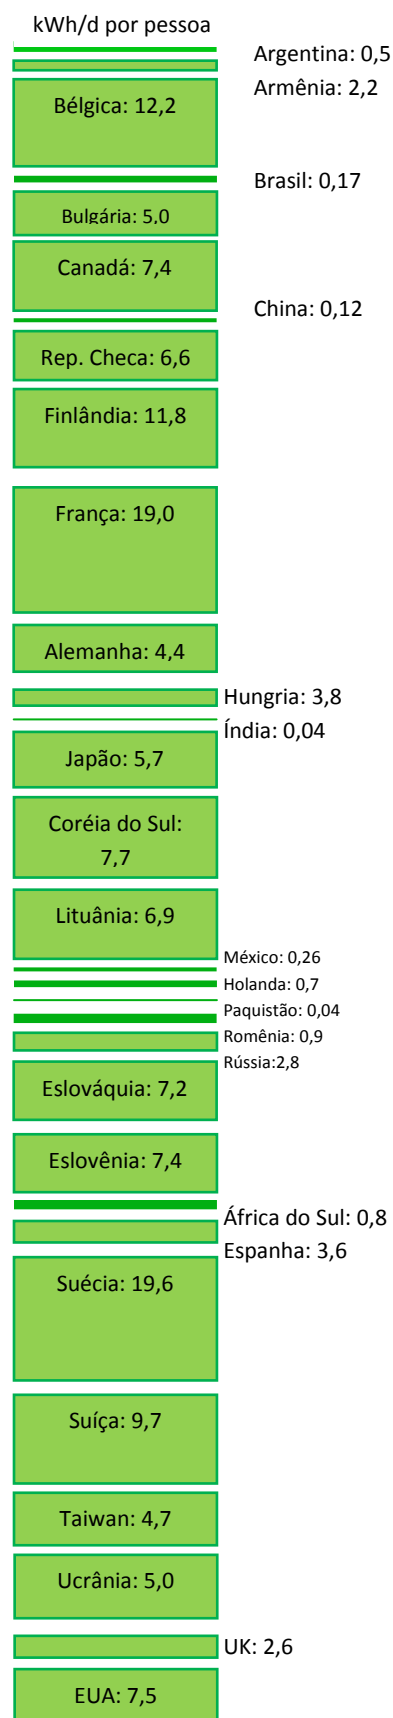 kWh/d por pessoa
Argentina: 0,5
Armênia: 2,2
Bélgica: 12,2
Brasil: 0,17
Bulgária: 5,0
Canadá: 7,4
China: 0,12
Rep. Checa: 6,6
Finlândia: 11,8
França: 19,0
Alemanha: 4,4
Hungria: 3,8
Índia: 0,04
Japão: 5,7
Coréia do Sul:
7,7
Lituânia: 6,9
México: 0,26
Holanda: 0,7
Paquistão: 0,04
Romênia: 0,9
Rússia:2,8
Eslováquia: 7,2
Eslovênia: 7,4
África do Sul: 0,8
Espanha: 3,6
Suécia: 19,6
Suíça: 9,7
Taiwan: 4,7
Ucrânia: 5,0
UK: 2,6
EUA: 7,5